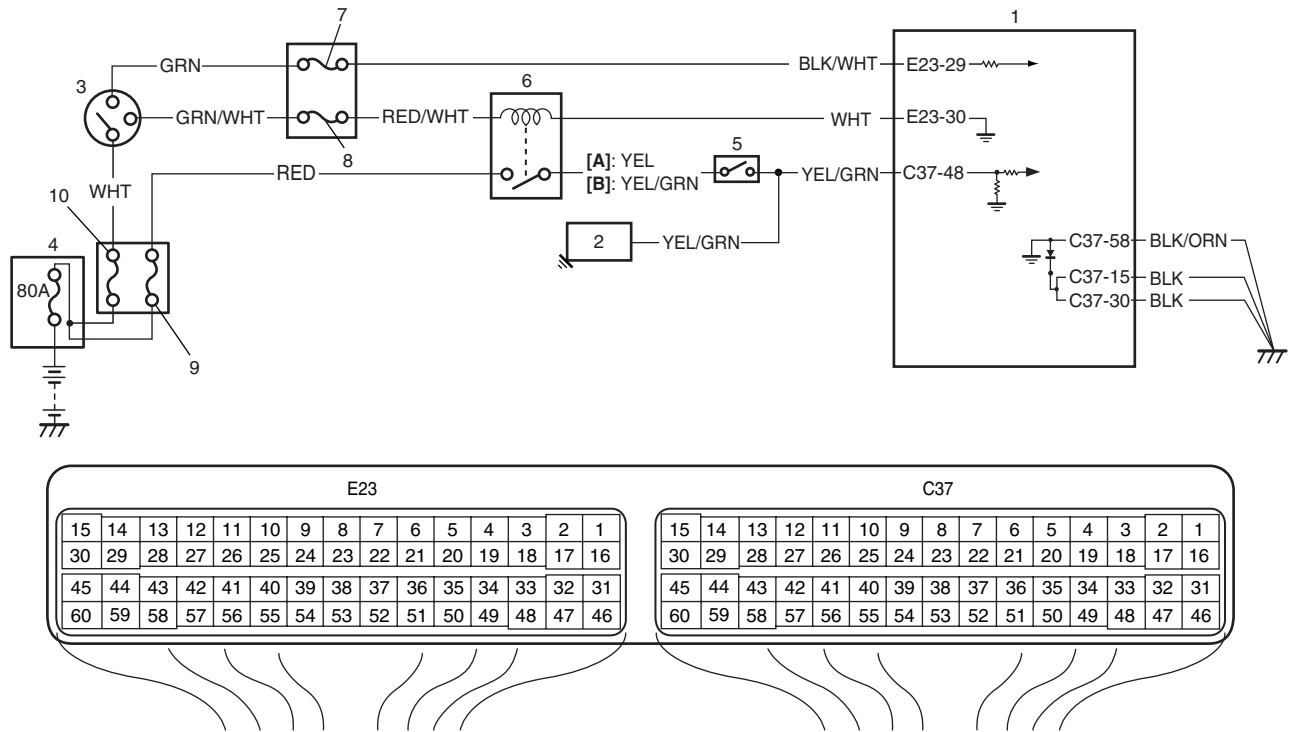 7
1
GRN
BLK/WHT
E23-29
3
6
GRN/WHT
RED/WHT
WHT
E23-30
8
5
[A]: YEL
[B]: YEL/GRN
RED
YEL/GRN
C37-48
WHT
10
4
2
YEL/GRN
C37-58
BLK/ORN
80A
C37-15
BLK
C37-30
BLK
9
E23
C37
15 14 13 12 11 10 9 8 7 6 5 4 3 2 1
30 29 28 27 26 25 24 23 22 21 20 19 18 17 16
45 44 43 42 41 40 39 38 37 36 35 34 33 32 31
60 59 58 57 56 55 54 53 52 51 50 49 48 47 46
15 14 13 12 11 10 9 8 7 6 5 4 3 2 1
30 29 28 27 26 25 24 23 22 21 20 19 18 17 16
45 44 43 42 41 40 39 38 37 36 35 34 33 32 31
60 59 58 57 56 55 54 53 52 51 50 49 48 47 46